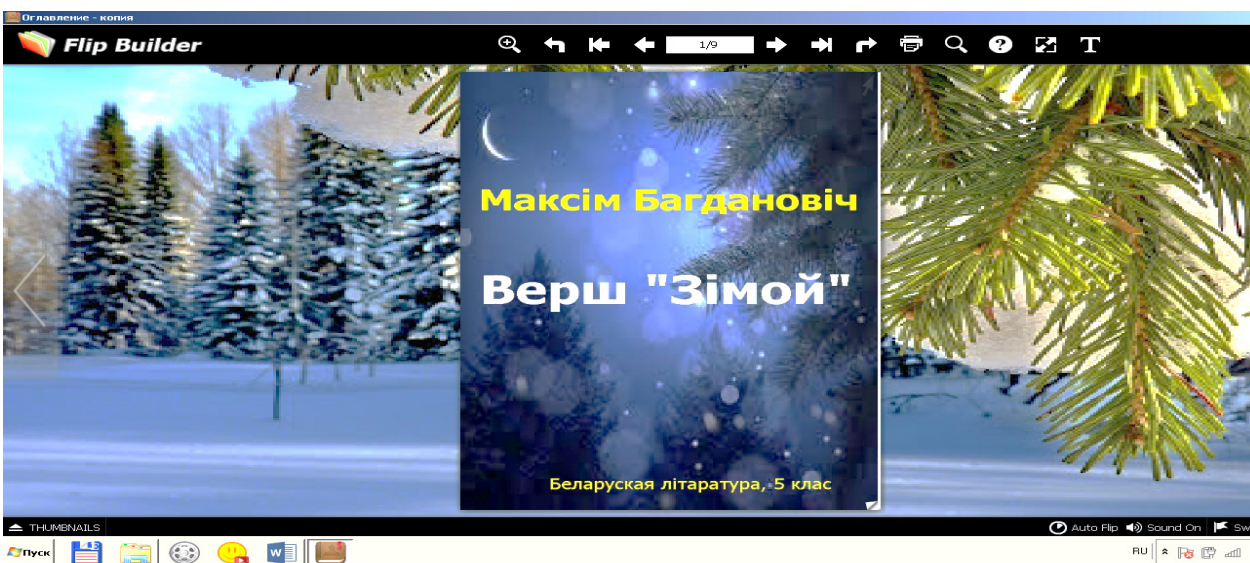 Оглавление - копия
Flip Builder
1/9
T
Максім Багдановіч
Верш "Зімой"
Беларуская літаратура, 5 клас
THUMBNAILS
Auto Flip Sound On Sw
Пуск
RU